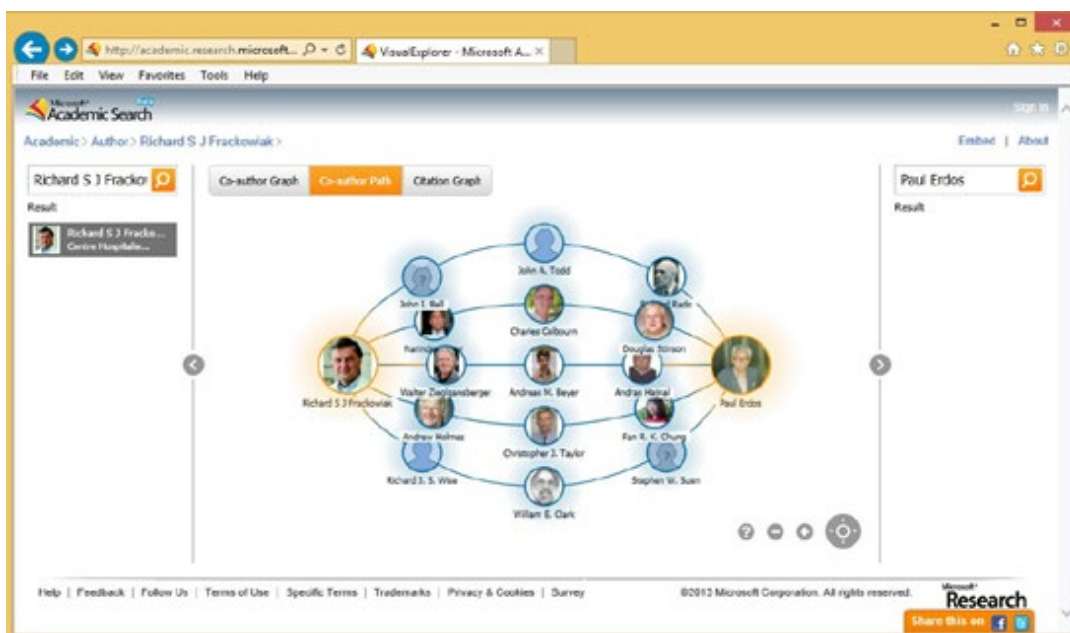 http://academic.research.microsoft...
VisualExplorer - Microsoft A...
File Edit View Favorites Tools Help
Microsoft
Academic Search
Beta
Sign in
Academic > Author > Richard S J Frackowiak >
Embed | About
Richard S J Frackov
Co-author Graph
Co-author Path
Citation Graph
Paul Erdos
Result
Result
Richard S J Fracko...
Centre Hospitalie...
John A. Todd
John I. Ball
Rado
Charles Colbourn
Douglas Stinson
Walter Zieglgansberger
Andreas M. Beyer
Andras Hajnal
Richard S J Frackowiak
Paul Erdos
Andrew Holmes
Fan R. K. Chung
Christopher J. Taylor
Richard J. S. Wise
Stephen W. Suen
William E. Clark
Help | Feedback | Follow Us | Terms of Use | Specific Terms | Trademarks | Privacy & Cookies | Survey
©2013 Microsoft Corporation. All rights reserved.
Microsoft
Research
Share this on